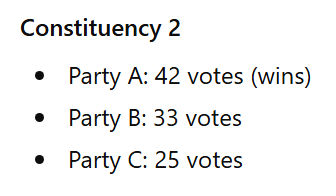 Constituency 2
• Party A: 42 votes (wins)
• Party B: 33 votes
• Party C: 25 votes